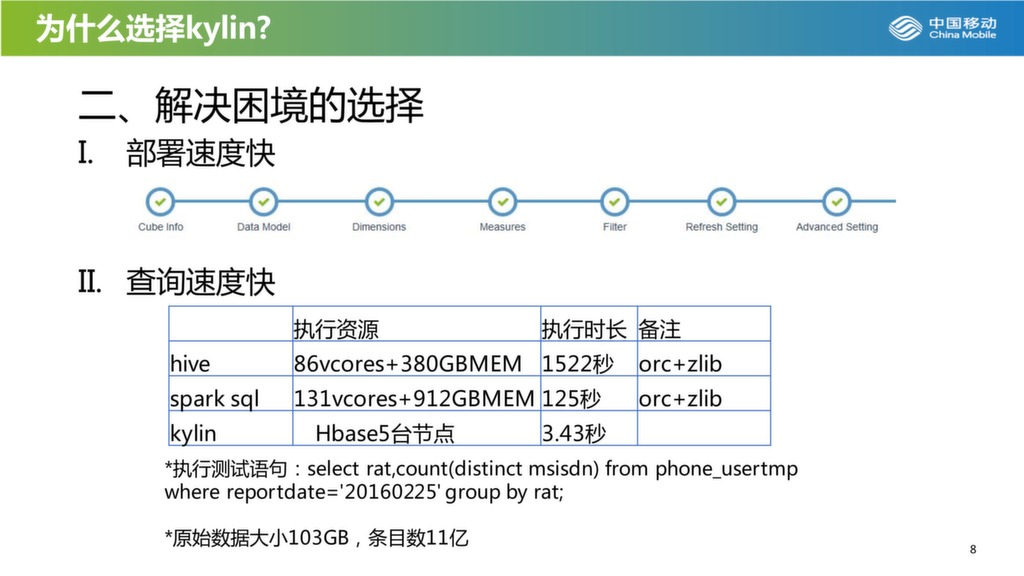 为什么选择kylin?
中国移动
China Mobile
二、解决困境的选择
I. 部署速度快
Cube Info Data Model Dimensions Measures Filter Refresh Setting Advanced Setting
II. 查询速度快
执行资源 执行时长 备注
hive 86vcores+380GBMEM 1522秒 orc+zlib
spark sql 131vcores+912GBMEM 125秒 orc+zlib
kylin Hbase5台节点 3.43秒
*执行测试语句：select rat,count(distinct msisdn) from phone_usertmp
where reportdate='20160225' group by rat;
*原始数据大小103GB，条目数11亿
8